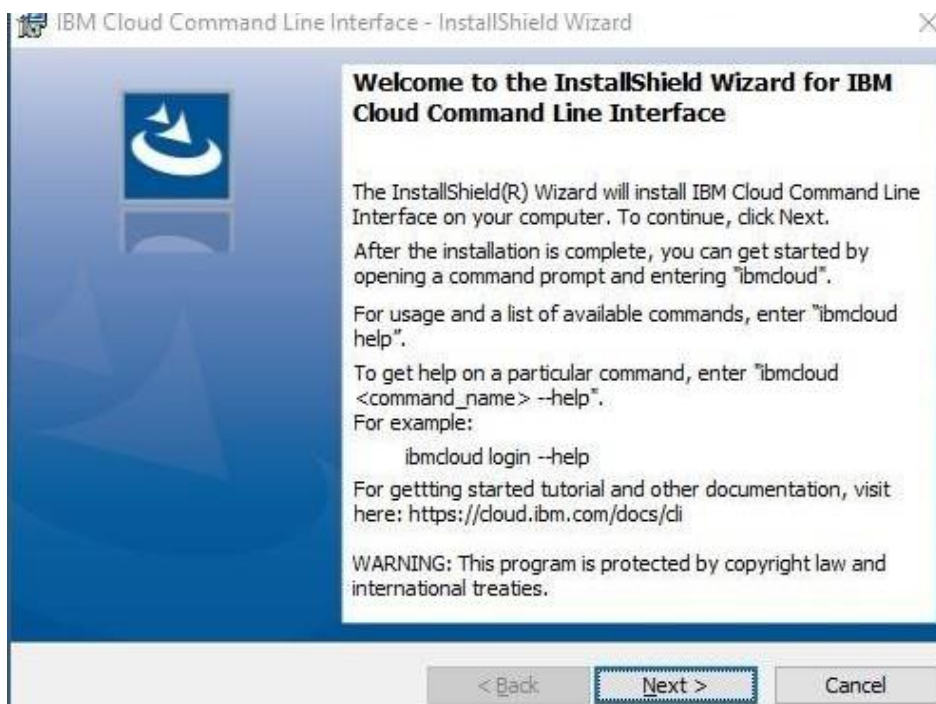 IBM Cloud Command Line Interface - InstallShield Wizard
Welcome to the InstallShield Wizard for IBM
Cloud Command Line Interface
The InstallShield(R) Wizard will install IBM Cloud Command Line
Interface on your computer. To continue, click Next.
After the installation is complete, you can get started by
opening a command prompt and entering "ibmcloud".
For usage and a list of available commands, enter "ibmcloud
help".
To get help on a particular command, enter "ibmcloud
<command_name> --help".
For example:
ibmcloud login --help
For gettting started tutorial and other documentation, visit
here: https://cloud.ibm.com/docs/cli
WARNING: This program is protected by copyright law and
international treaties.
< Back
Next >
Cancel